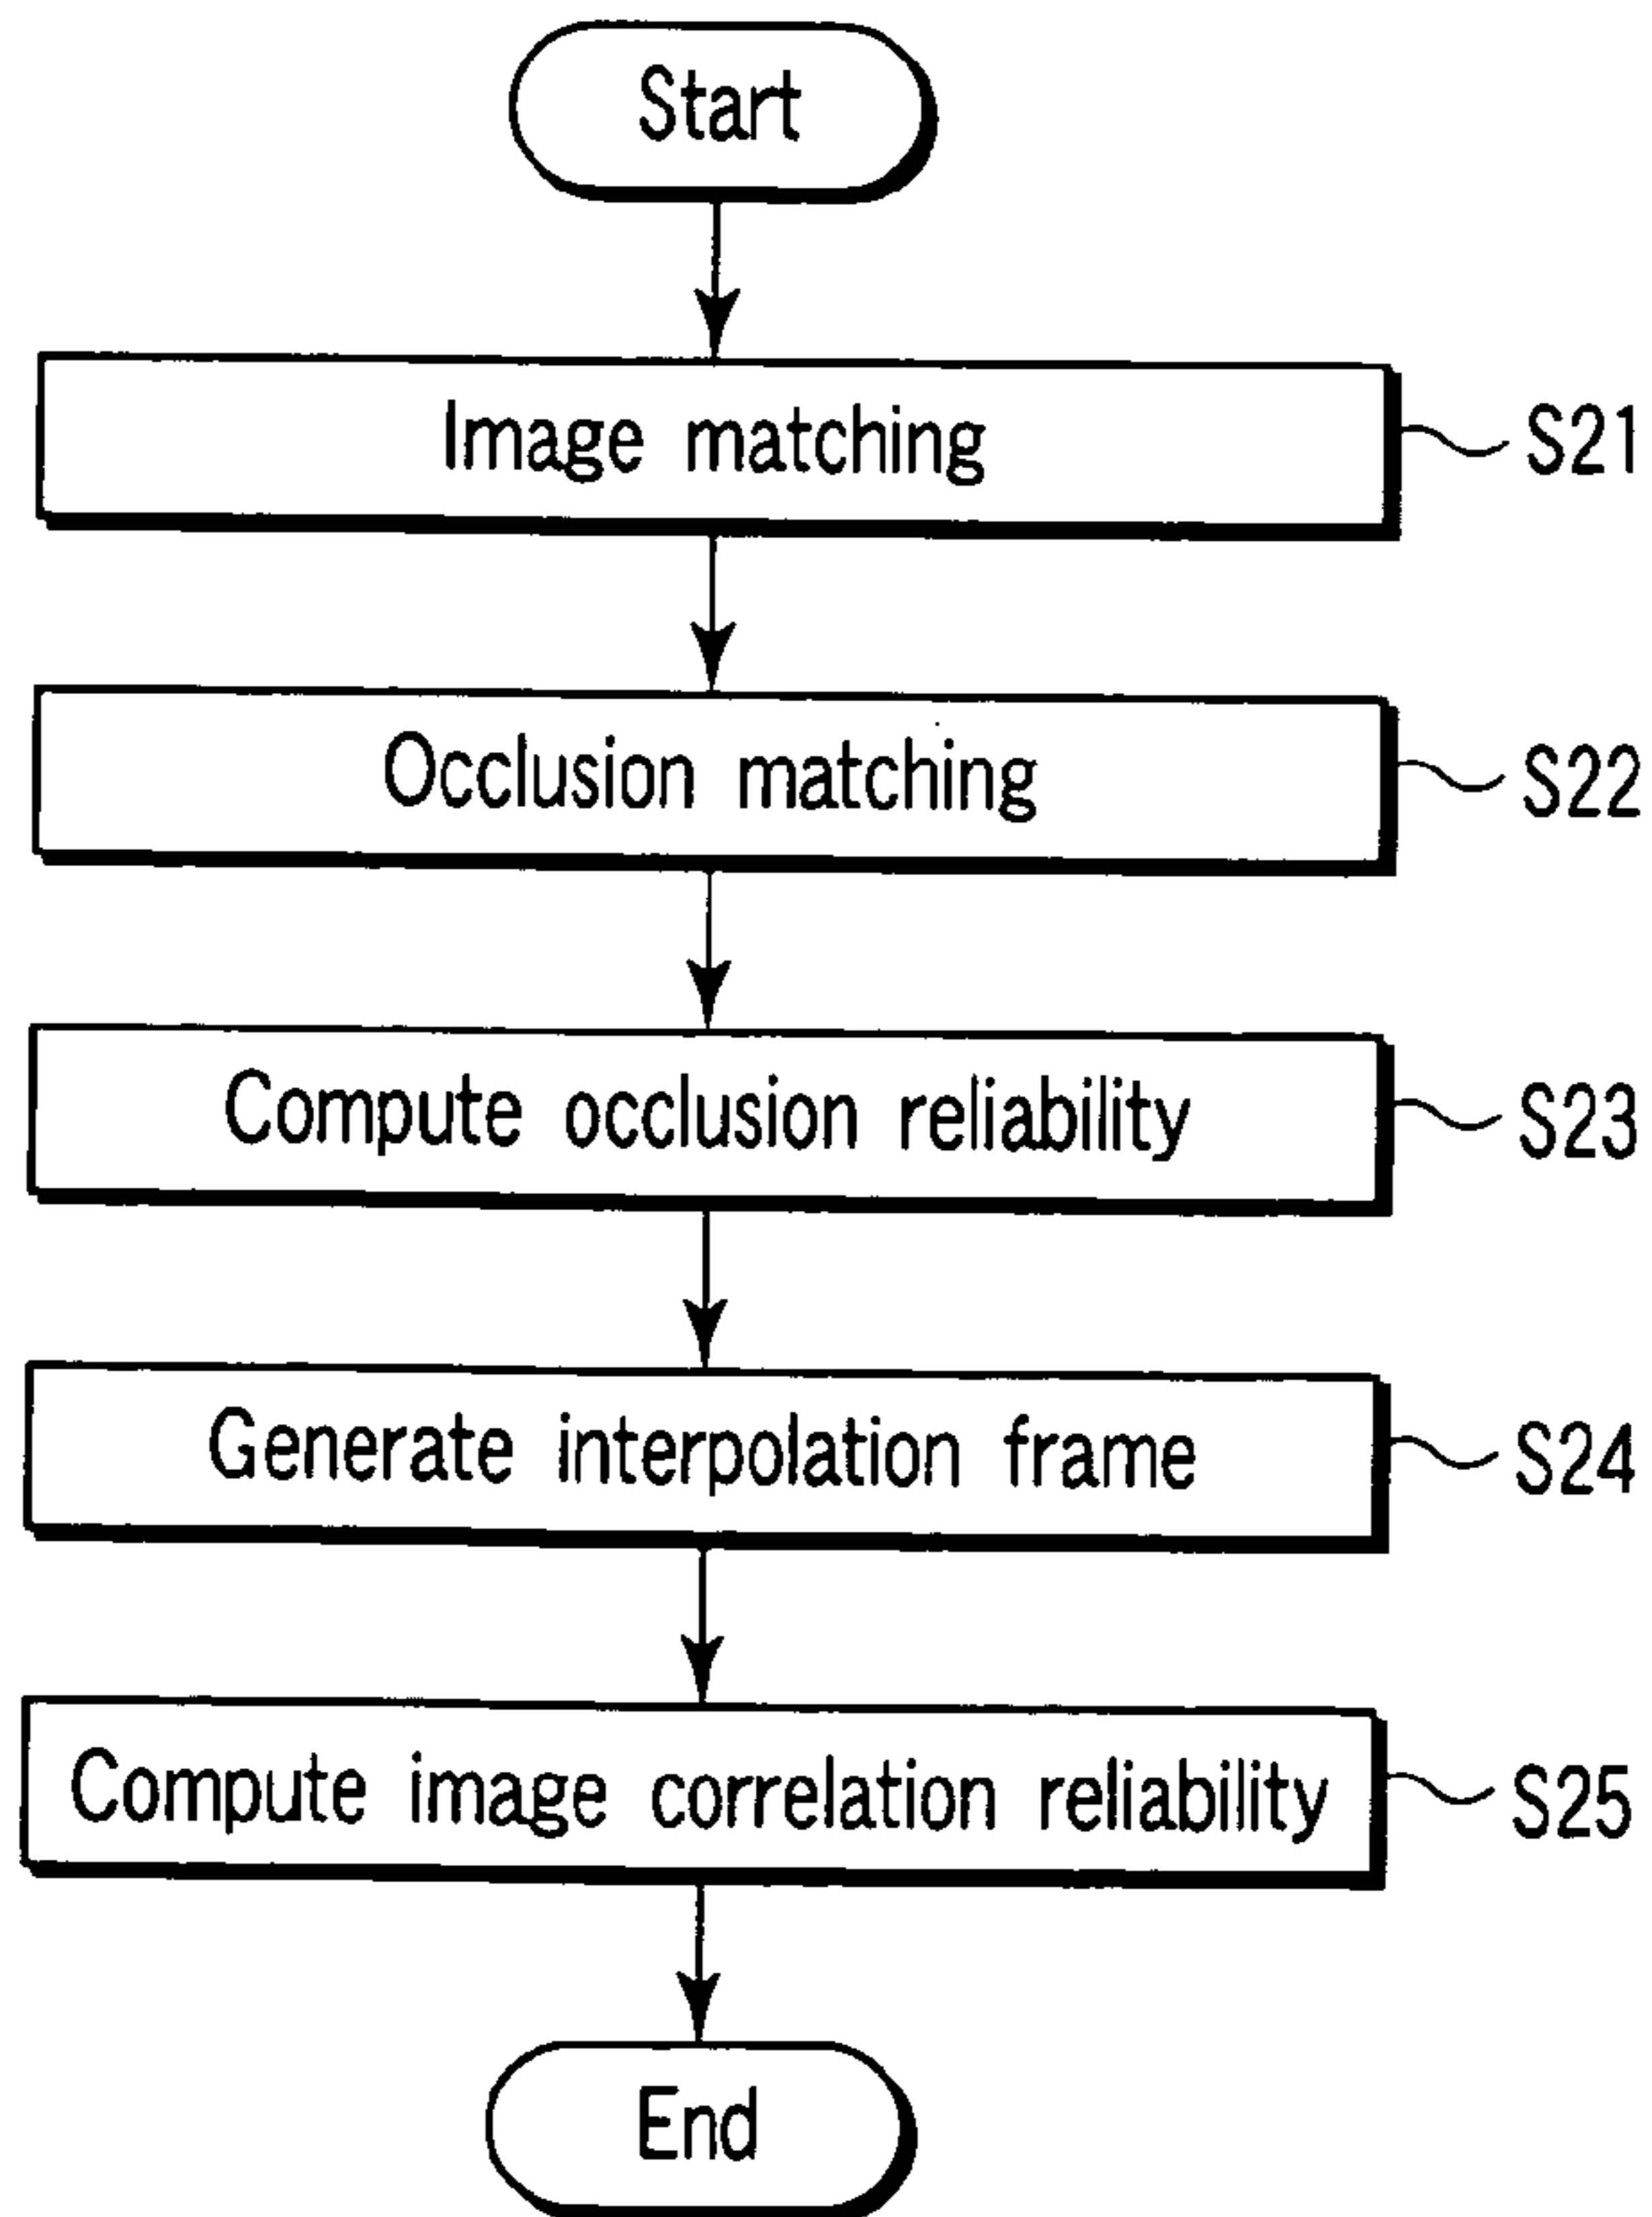 Start
Image matching
S21
Occlusion matching
S22
Compute occlusion reliability
S23
Generate interpolation frame
S24
Compute image correlation reliability
S25
End